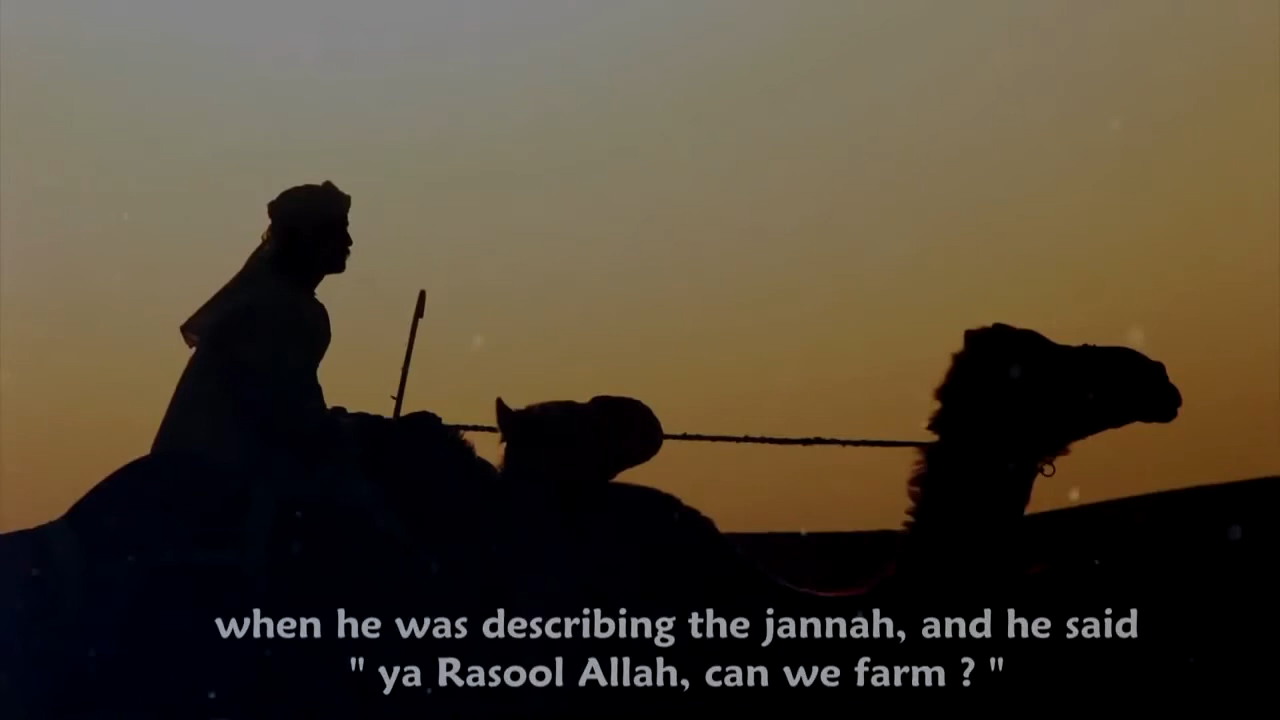 when he was describing the jannah, and he said
" ya Rasool Allah, can we farm ? "